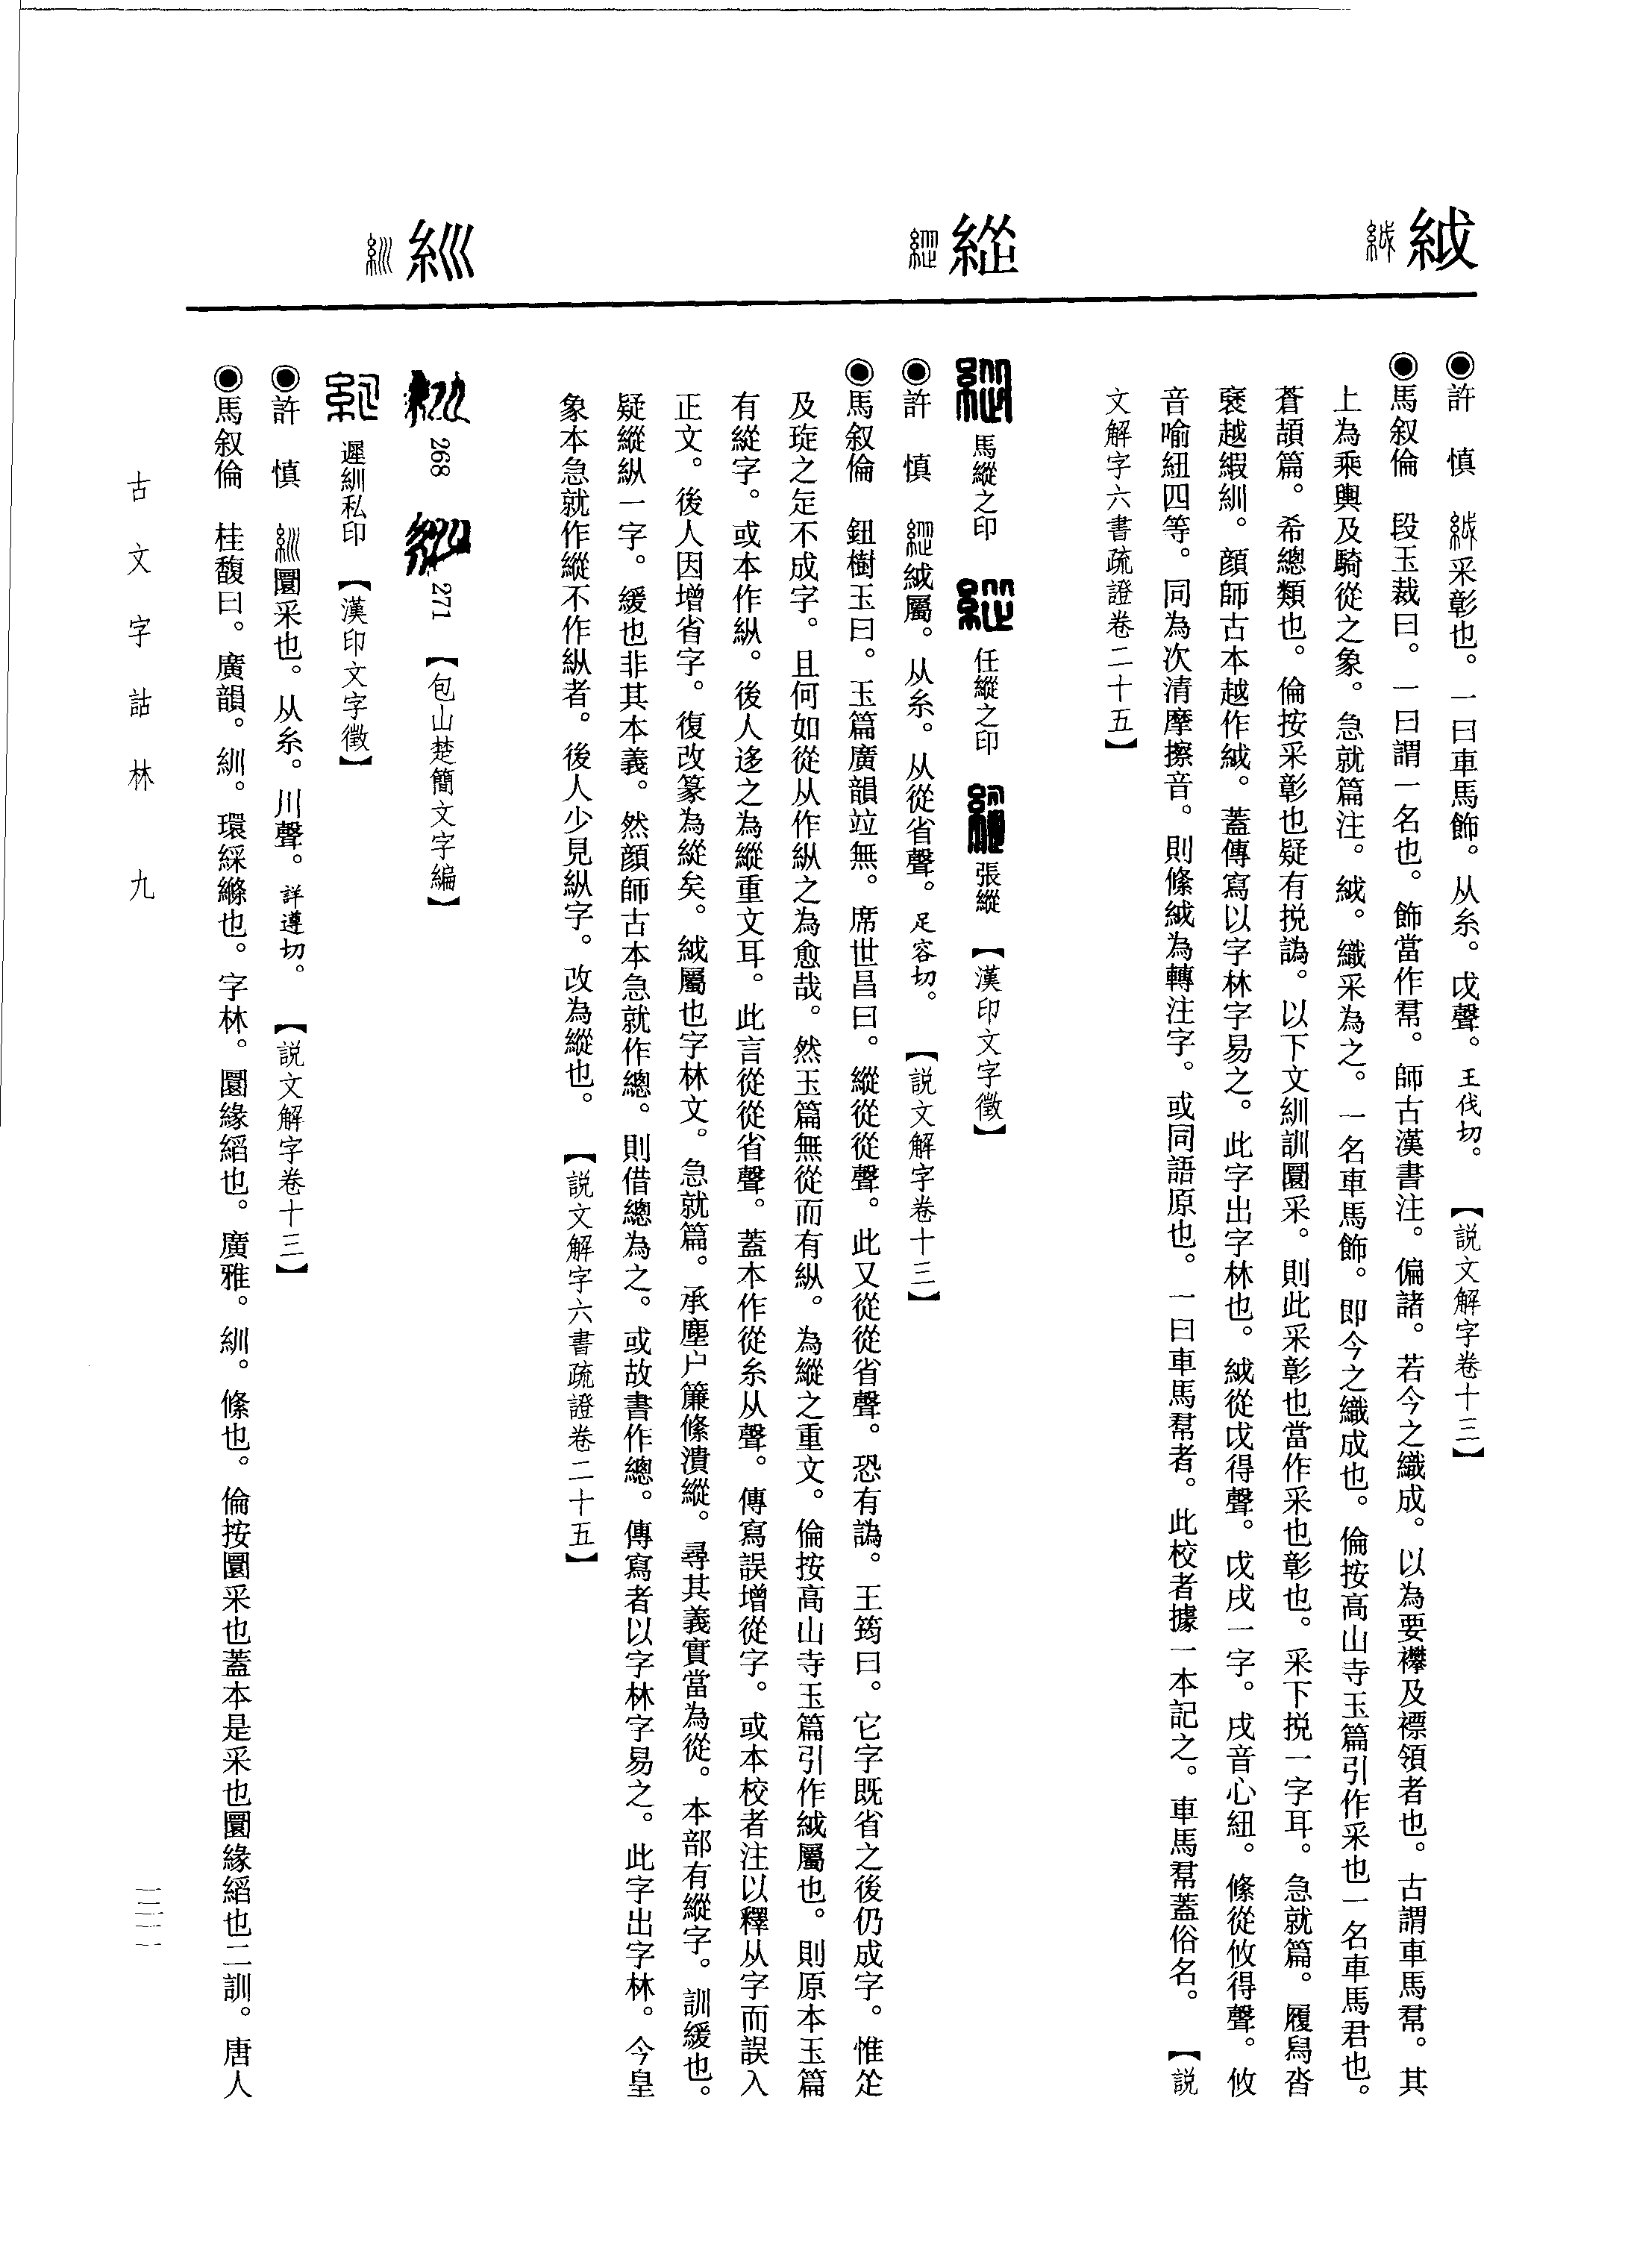 絨
◉許　慎　采彰也。一曰車馬飾。从糸。戉聲。王伐切。【說文解字卷十三】
◉馬叙倫　段玉裁曰。一曰謂一名也。飾當作幂。師古漢書注。偏諸。若今之織成。以為要襻及褾領者也。古謂車馬幂。其
上為乘輿及騎從之象。急就篇注。絨。織采為之。一名車馬飾。即今之織成也。倫按高山寺玉篇引作采也一名車馬君也。
蒼頡篇。希總類也。倫按采彰也疑有挩譌。以下文紃訓圜采。則此采彰也當作采也彰也。采下挩一字耳。急就篇。履舄沓
裦越緞紃。顏師古本越作絨。蓋傳寫以字林字易之。此字出字林也。絨從戉得聲。戉戌一字。戌音心紐。絛從攸得聲。攸
音喻紐四等。同為次清摩擦音。則絛絨為轉注字。或同語原也。一曰車馬幂者。此校者據一本記之。車馬幂蓋俗名。【說
文解字六書疏證卷二十五】
縱
馬縱之印　任縱之印　張縱【漢印文字徵】
◉許　慎　絨屬。从糸。从從省聲。足容切。【說文解字卷十三】
◉馬叙倫　鈕樹玉曰。玉篇廣韻竝無。席世昌曰。縱從從聲。此又從從省聲。恐有譌。王筠曰。它字既省之後仍成字。惟
及琁之疋不成字。且何如從从作紁之為愈哉。然玉篇無從而有紁。為縱之重文。倫按高山寺玉篇引作絨屬也。則原本玉篇
有縱字。或本作紁。後人迻之為縱重文耳。此言從從省聲。蓋本作從糸从聲。傳寫誤增從字。或本校者注以釋从字而誤入
正文。後人因增省字。復改篆為縱矣。絨屬也字林文。急就篇。承塵户簾絛潰縱。尋其義實當為從。本部有縱字。訓緩也。
疑縱紁一字。緩也非其本義。然顏師古本急就作總。則借總為之。或故書作總。傳寫者以字林字易之。此字出字林。今皇
象本急就作縱不作紁者。後人少見紁字。改為縱也。【說文解字六書疏證卷二十五】
紃
268　271【包山楚簡文字編】
遲紃私印【漢印文字徵】
◉許　慎　圜采也。从糸。川聲。詳遵切。【說文解字卷十三】
◉馬叙倫　桂馥曰。廣韻。紃。環綵絛也。字林。圜緣縚也。廣雅。紃。絛也。倫按圜采也蓋本是采也圜緣縚也二訓。唐人
古文字詁林　九